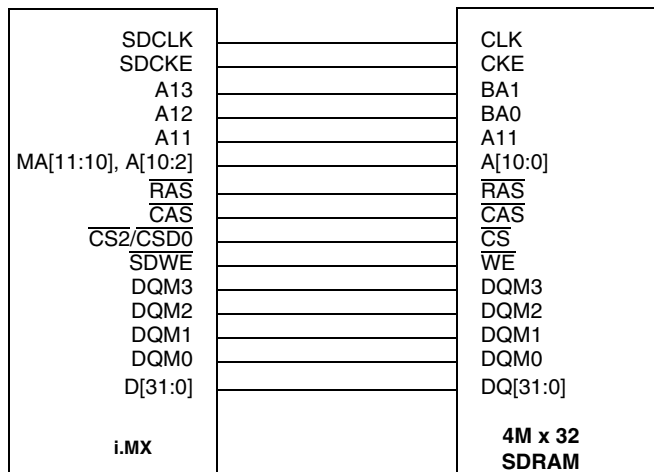 SDCLK CLK
SDCKE CKE
A13 BA1
A12 BA0
A11 A11
MA[11:10], A[10:2] A[10:0]
RAS RAS
CAS CAS
CS2/CSD0 CS
SDWE WE
DQM3 DQM3
DQM2 DQM2
DQM1 DQM1
DQM0 DQM0
D[31:0] DQ[31:0]
i.MX 4M x 32
SDRAM